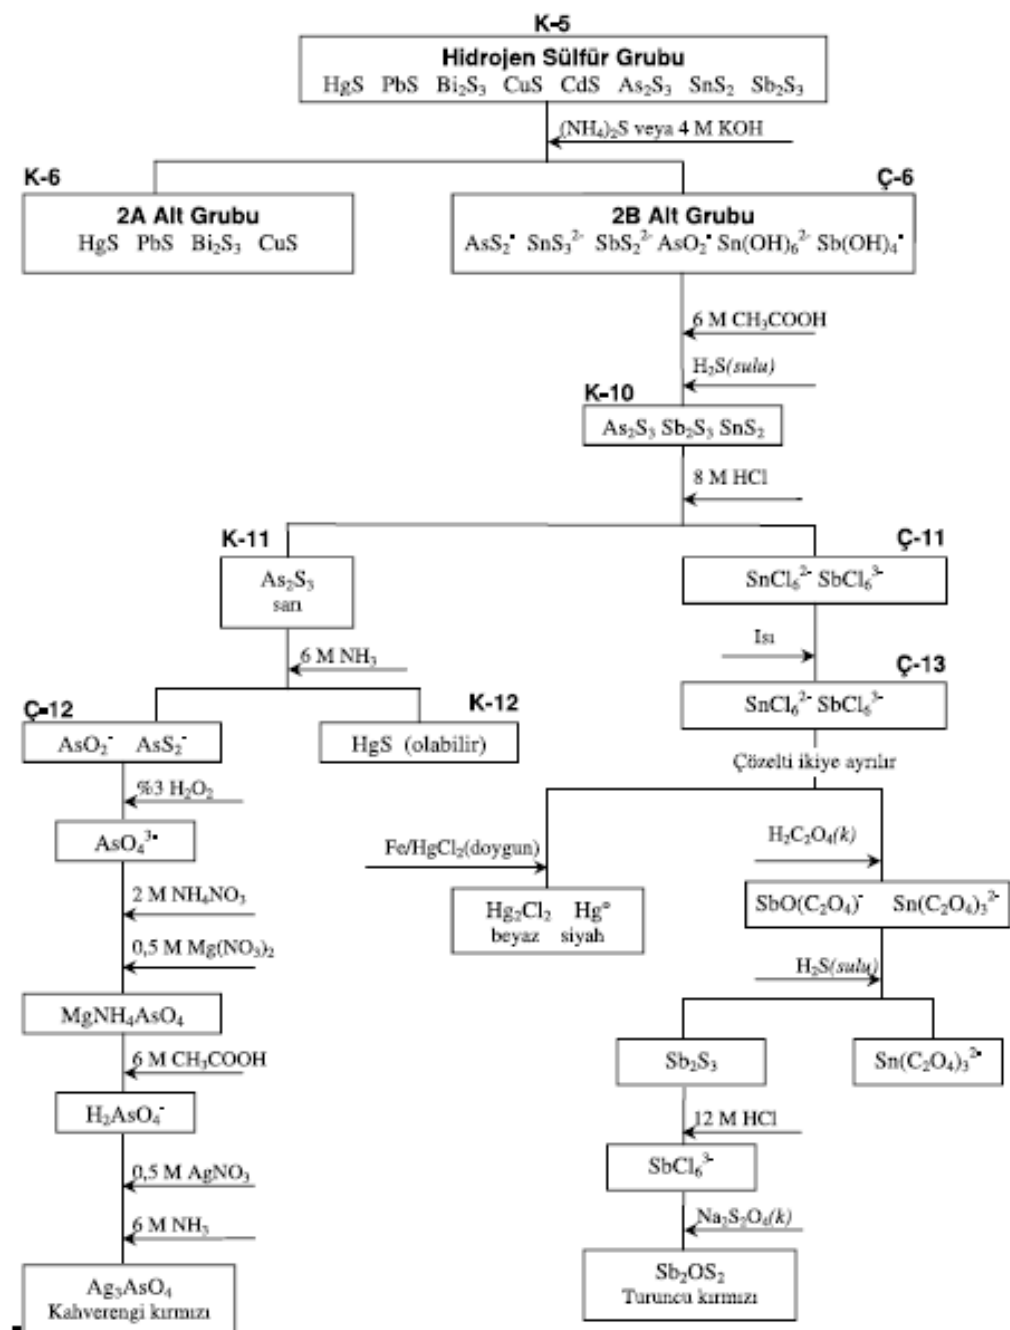 K-5
Hidrojen Sülfür Grubu
HgS PbS Bi₂S₃ CuS CdS As₂S₃ SnS₂ Sb₂S₃
(NH₄)₂S veya 4 M KOH
K-6
Ç-6
2A Alt Grubu
HgS PbS Bi₂S₃ CuS
2B Alt Grubu
AsS₂⁻ SnS₃²⁻ SbS₂²⁻ AsO₂⁻ Sn(OH)₆²⁻ Sb(OH)₄⁻
6 M CH₃COOH
H₂S(sulu)
K-10
As₂S₃ Sb₂S₃ SnS₂
8 M HCl
K-11
Ç-11
As₂S₃
sarı
SnCl₆²⁻ SbCl₆³⁻
Isı
6 M NH₃
Ç-13
SnCl₆²⁻ SbCl₆³⁻
Ç-12
K-12
AsO₂⁻ AsS₂⁻
HgS (olabilir)
Çözelti ikiye ayrılır
%3 H₂O₂
AsO₄³⁻
Fe/HgCl₂(doygun)
H₂C₂O₄(k)
2 M NH₄NO₃
Hg₂Cl₂ Hg°
beyaz siyah
SbO(C₂O₄)⁻ Sn(C₂O₄)₃²⁻
0,5 M Mg(NO₃)₂
H₂S(sulu)
MgNH₄AsO₄
6 M CH₃COOH
Sb₂S₃
Sn(C₂O₄)₃²⁻
H₂AsO₄⁻
12 M HCl
SbCl₆³⁻
0,5 M AgNO₃
6 M NH₃
Na₂S₂O₄(k)
Ag₃AsO₄
Kahverengi kırmızı
Sb₂OS₂
Turuncu kırmızı